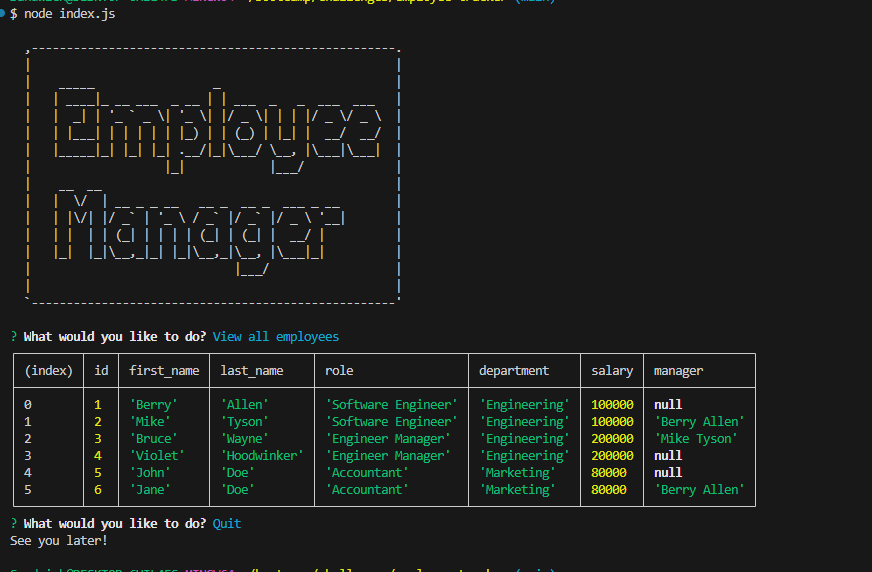 $ node index.js
Employee
Manager
? What would you like to do? View all employees
(index) id first_name last_name role department salary manager
0 1 'Berry' 'Allen' 'Software Engineer' 'Engineering' 100000 null
1 2 'Mike' 'Tyson' 'Software Engineer' 'Engineering' 100000 'Berry Allen'
2 3 'Bruce' 'Wayne' 'Engineer Manager' 'Engineering' 200000 'Mike Tyson'
3 4 'Violet' 'Hoodwinker' 'Engineer Manager' 'Engineering' 200000 null
4 5 'John' 'Doe' 'Accountant' 'Marketing' 80000 null
5 6 'Jane' 'Doe' 'Accountant' 'Marketing' 80000 'Berry Allen'
? What would you like to do? Quit
See you later!